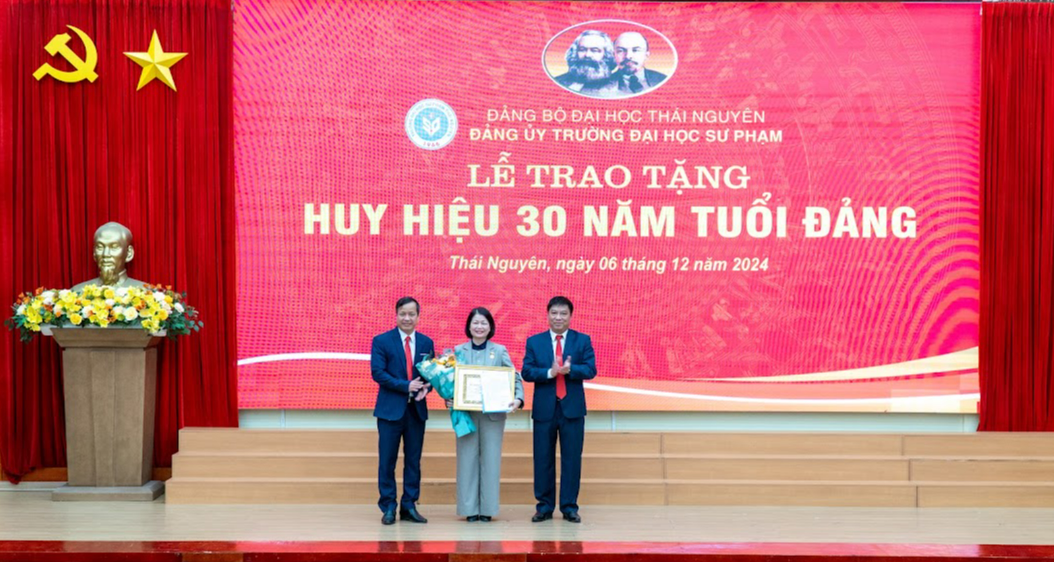 ĐẢNG BỘ ĐẠI HỌC THÁI NGUYÊN
ĐẢNG ỦY TRƯỜNG ĐẠI HỌC SƯ PHẠM
LỄ TRAO TẶNG
HUY HIỆU 30 NĂM TUỔI ĐẢNG
Thái Nguyên, ngày 06 tháng 12 năm 2024